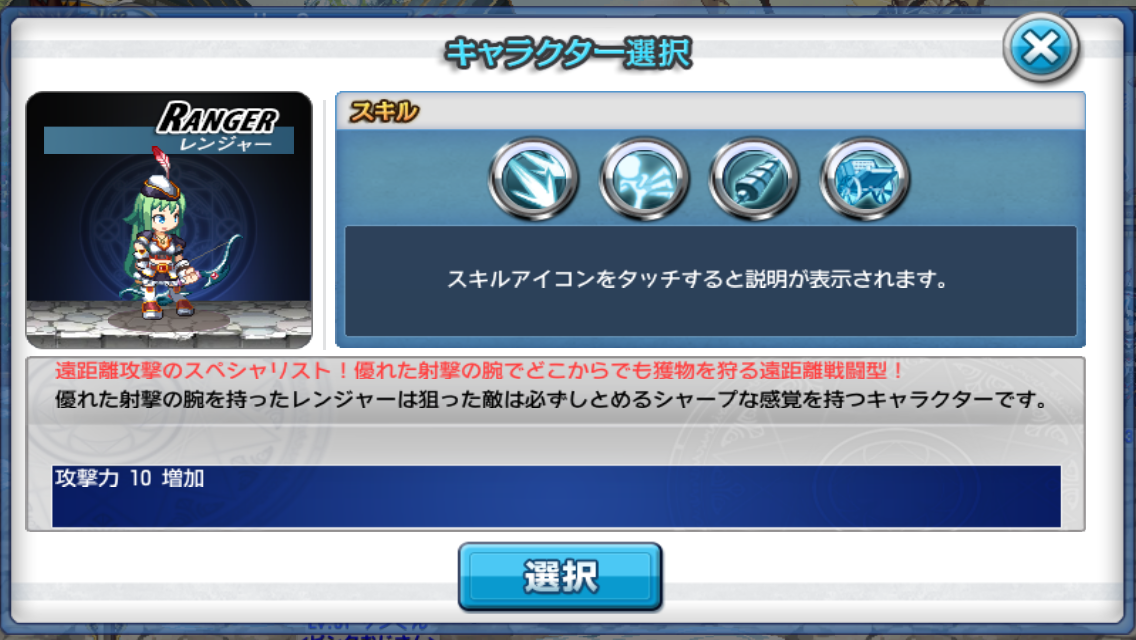 キャラクター選択
RANGER
レンジャー
スキル
スキルアイコンをタッチすると説明が表示されます。
遠距離攻撃のスペシャリスト！優れた射撃の腕でどこからでも獲物を狩る遠距離戦闘型！
優れた射撃の腕を持ったレンジャーは狙った敵は必ずしとめるシャープな感覚を持つキャラクターです。
攻撃力 10 増加
選択